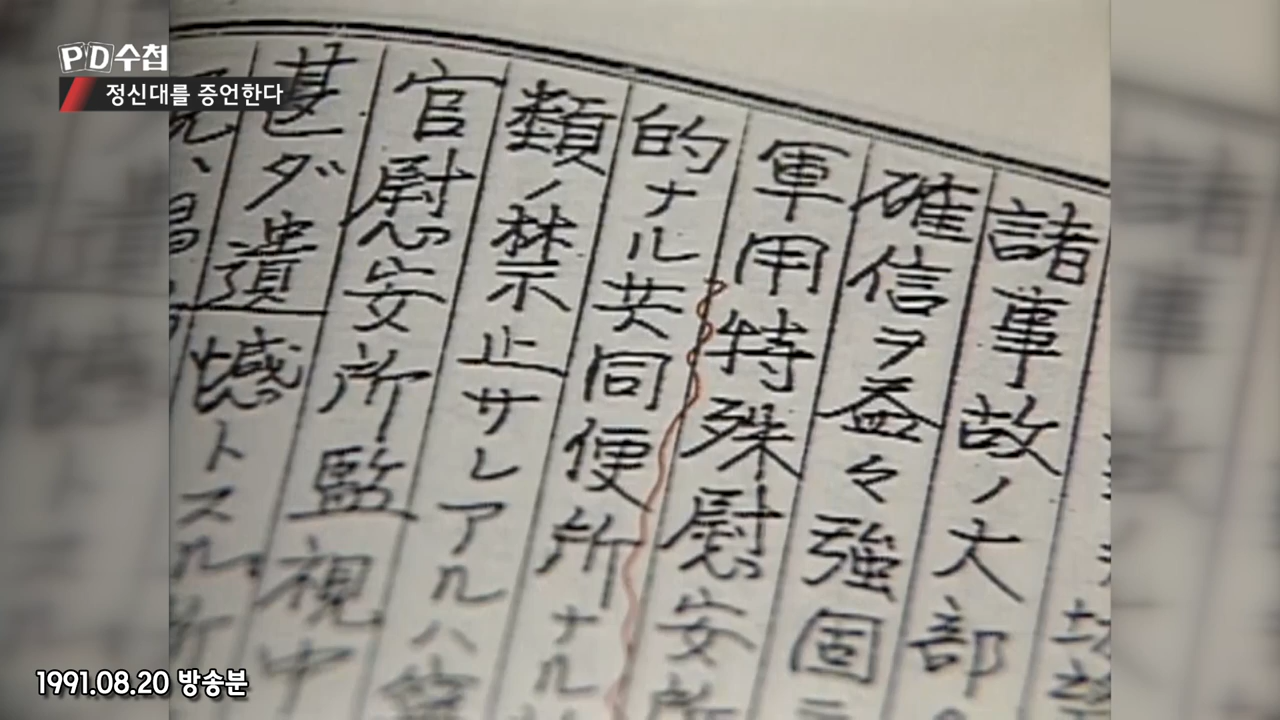 PD수첩
정신대를 증언한다
諸事故ノ大部
確信ヲ益々強固ニ
軍用特殊慰安所
的ナル共同便所ナル
類ノ禁止サレアルハ
官慰安所監視中
甚ダ遺憾トスル所
1991.08.20 방송분